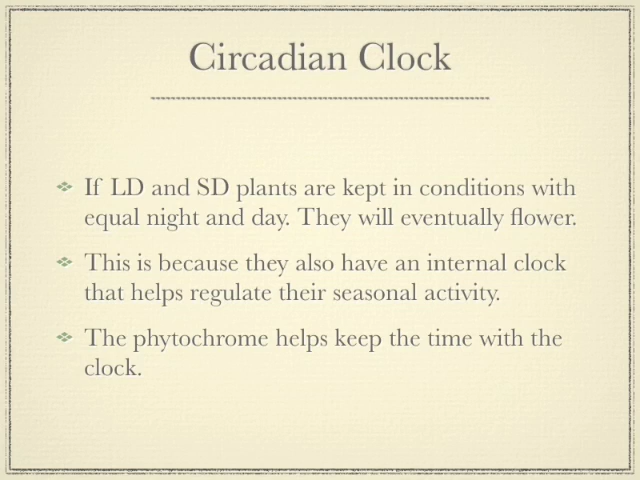 Circadian Clock
If LD and SD plants are kept in conditions with
equal night and day. They will eventually flower.
This is because they also have an internal clock
that helps regulate their seasonal activity.
The phytochrome helps keep the time with the
clock.